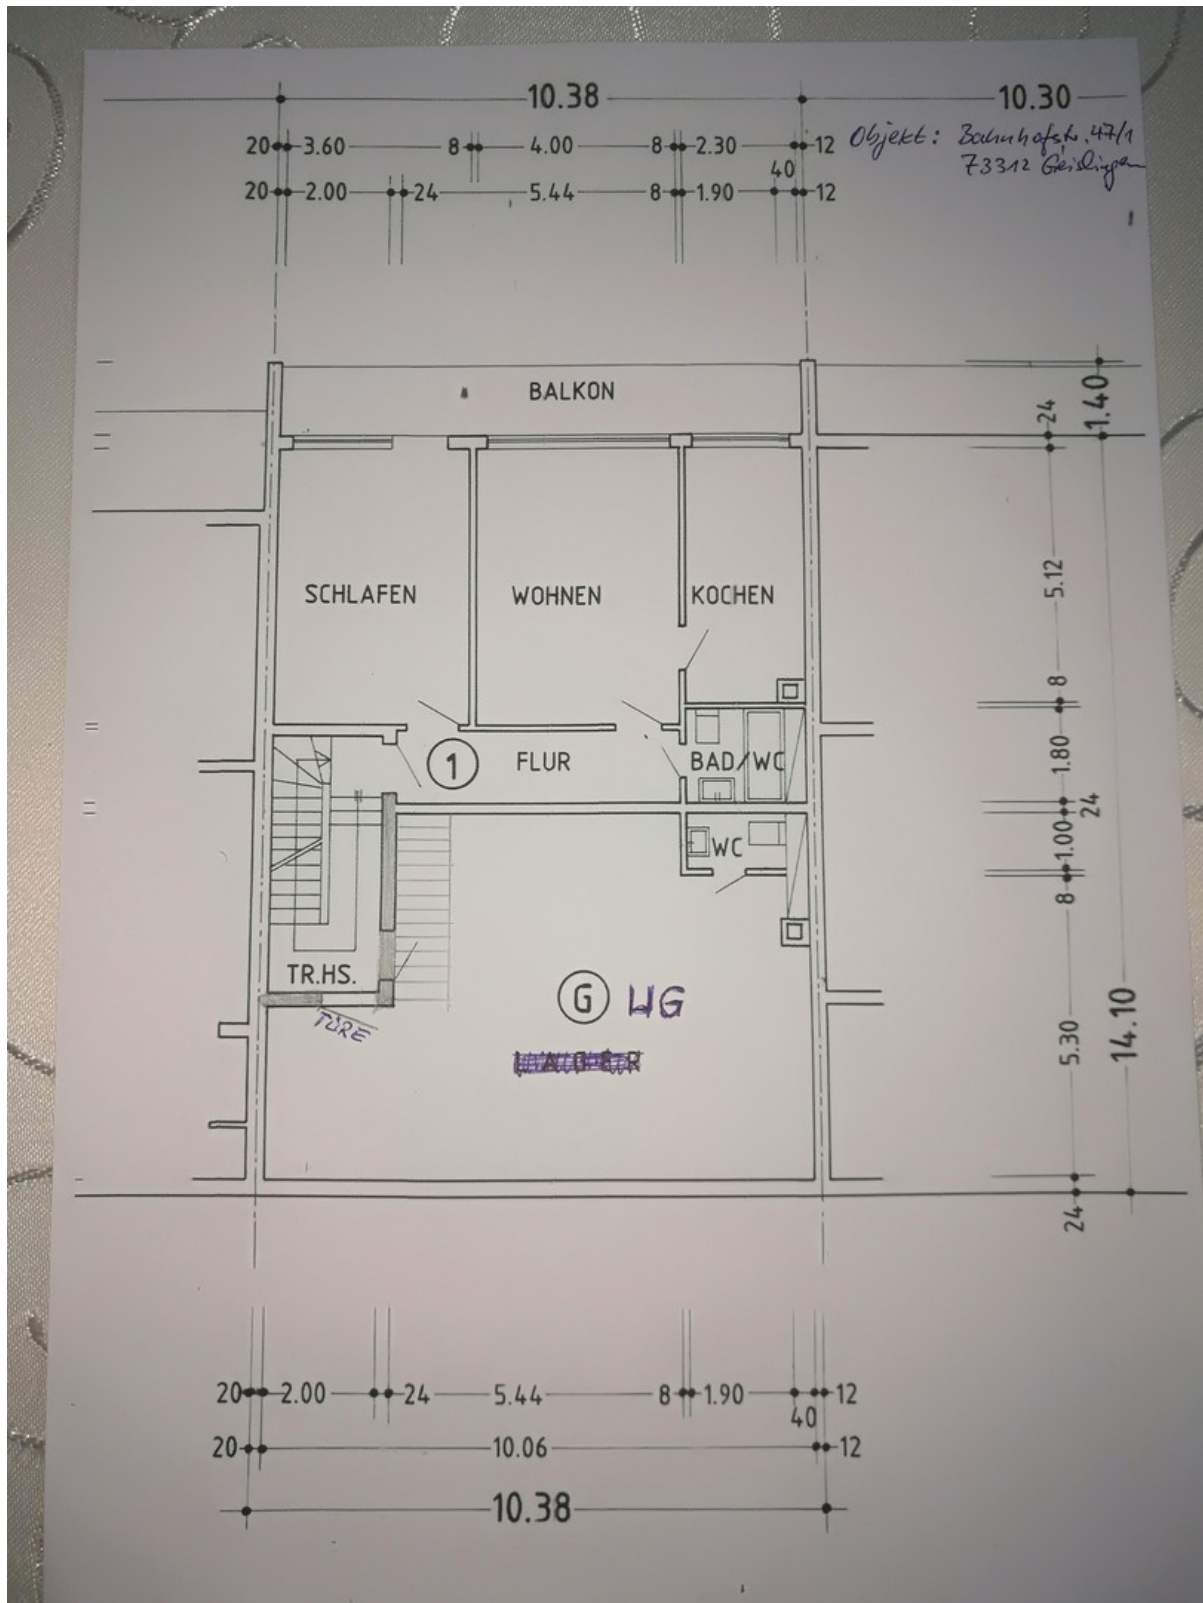 10.38 10.30
20 3.60 8 4.00 8 2.30 12
Objekt: Bahnhofstr. 47/1
73312 Geislingen
40
20 2.00 24 5.44 8 1.90 12
BALKON
24
1.40
SCHLAFEN WOHNEN KOCHEN
5.12
8
1 FLUR BAD/WC
1.80
24
WC
1.00
8
TR.HS.
TÜRE
G WG
LAGER
5.30
14.10
24
20 2.00 24 5.44 8 1.90 12
40
20 10.06 12
10.38